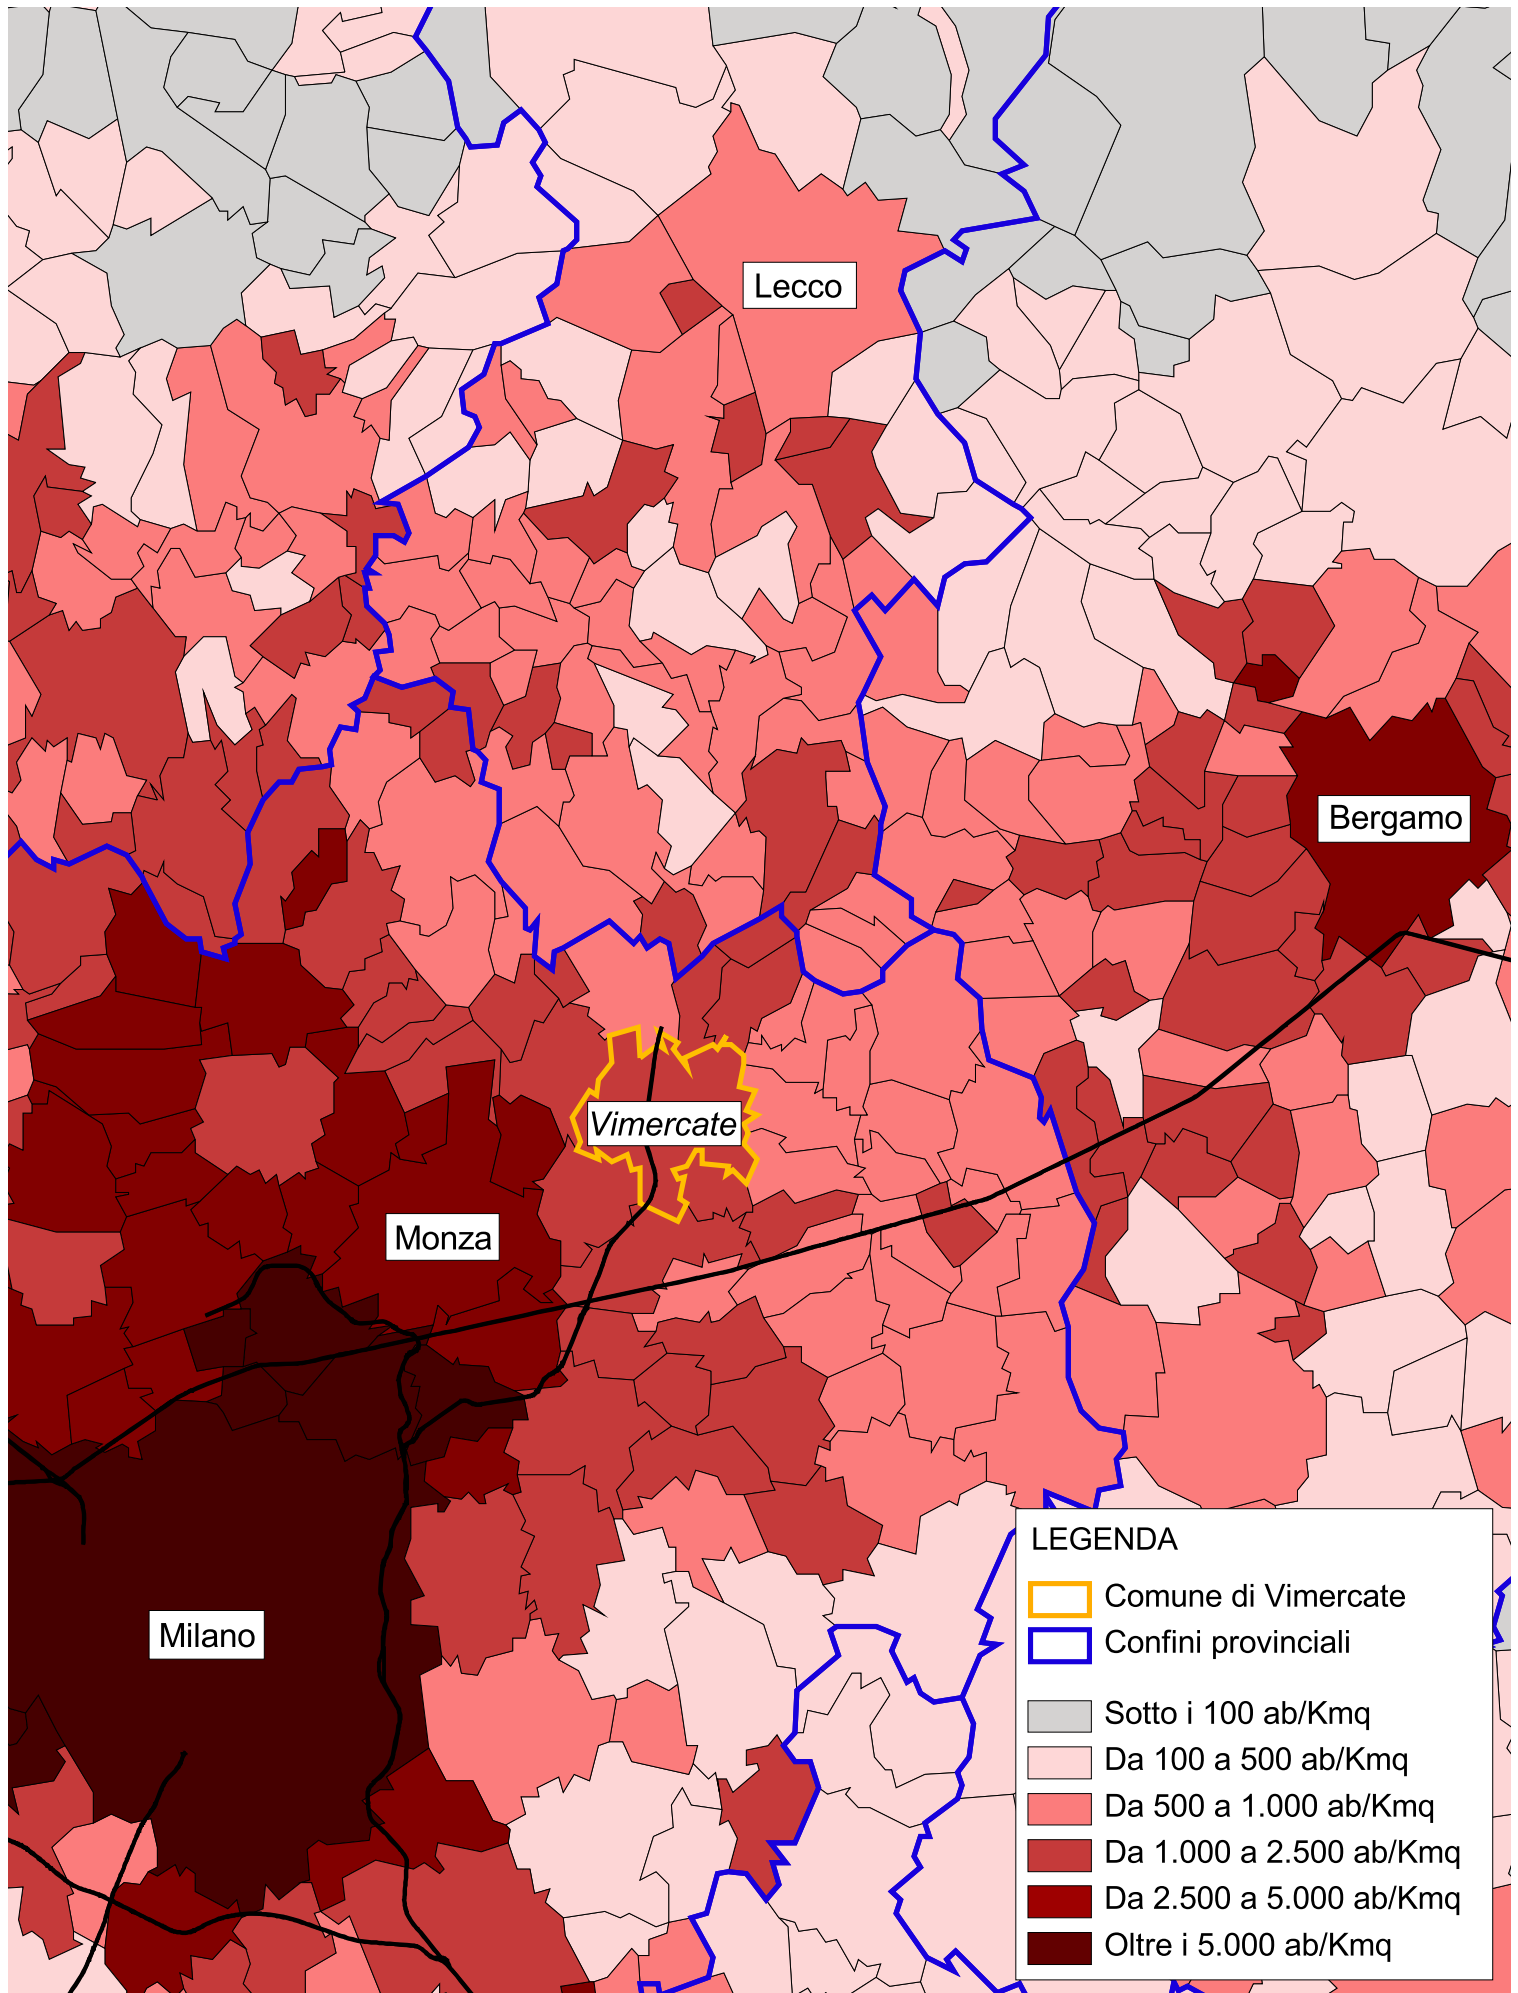 Lecco
Bergamo
Vimercate
Monza
Milano
LEGENDA
Comune di Vimercate
Confini provinciali
Sotto i 100 ab/Kmq
Da 100 a 500 ab/Kmq
Da 500 a 1.000 ab/Kmq
Da 1.000 a 2.500 ab/Kmq
Da 2.500 a 5.000 ab/Kmq
Oltre i 5.000 ab/Kmq